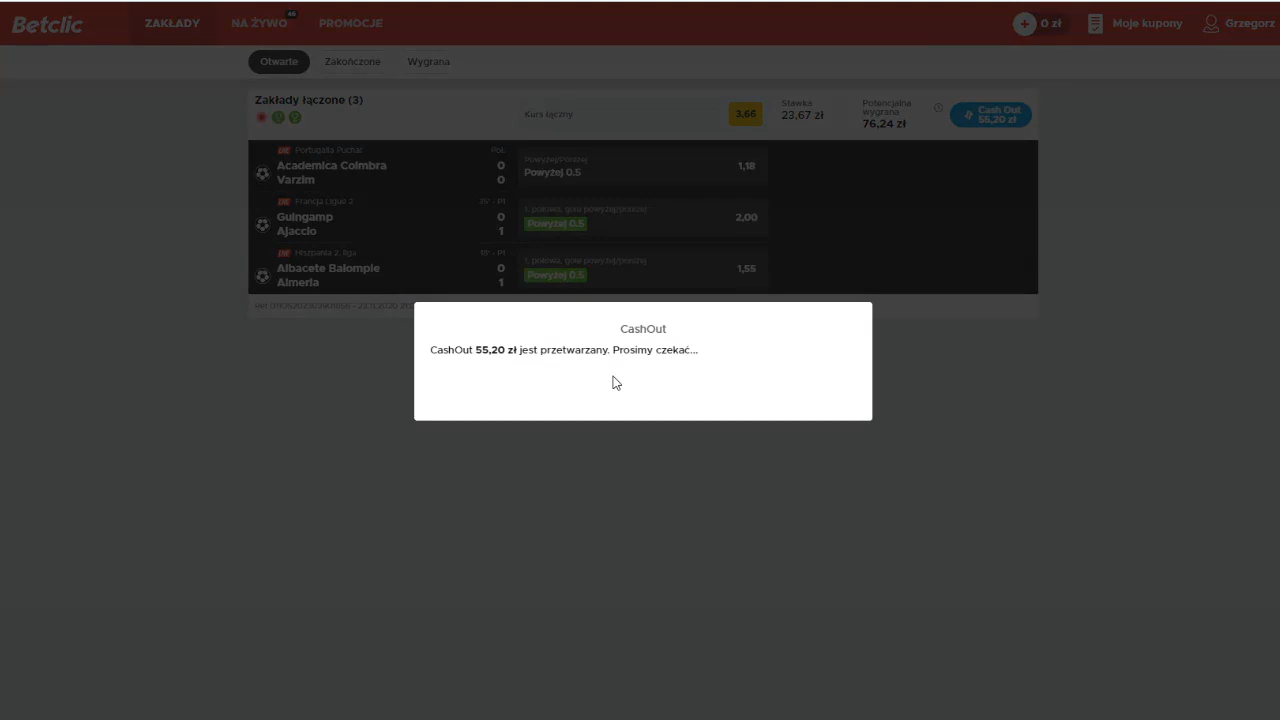 Betclic
ZAKŁADY
NA ŻYWO
PROMOCJE
0 zł
Moje kupony
Grzegorz
Otwarte
Zakończone
Wygrana
Zakłady łączone (3)
Kurs łączny
3,66
Stawka
23,67 zł
Potencjalna
wygrana
76,24 zł
Cash Out
55,20 zł
LIVE Portugalia Puchar
Academica Coimbra 0
Varzim 0
Powyżej/Poniżej
Powyżej 0.5
1,18
LIVE Francja Ligue 2
Guingamp 0
Ajaccio 1
1. połowa, gole powyżej/poniżej
Powyżej 0.5
2,00
LIVE Hiszpania 2. liga
Albacete Balompie 0
Almeria 1
1. połowa, gole powyżej/poniżej
Powyżej 0.5
1,55
CashOut
CashOut 55,20 zł jest przetwarzany. Prosimy czekać...